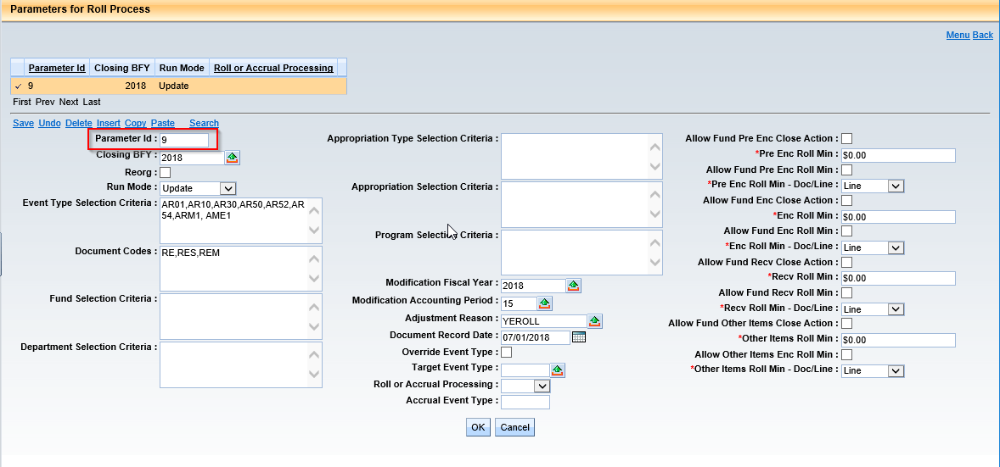 Parameters for Roll Process
Menu Back
Parameter Id Closing BFY Run Mode Roll or Accrual Processing
✓ 9 2018 Update
First Prev Next Last
Save Undo Delete Insert Copy Paste Search
Parameter Id : 9
Closing BFY : 2018
Reorg :
Run Mode : Update
Event Type Selection Criteria : AR01,AR10,AR30,AR50,AR52,AR
54,ARM1, AME1
Document Codes : RE,RES,REM
Fund Selection Criteria :
Department Selection Criteria :
Appropriation Type Selection Criteria :
Appropriation Selection Criteria :
Program Selection Criteria :
Modification Fiscal Year : 2018
Modification Accounting Period : 15
Adjustment Reason : YEROLL
Document Record Date : 07/01/2018
Override Event Type :
Target Event Type :
Roll or Accrual Processing :
Accrual Event Type :
Allow Fund Pre Enc Close Action :
*Pre Enc Roll Min : $0.00
Allow Fund Pre Enc Roll Min :
*Pre Enc Roll Min - Doc/Line : Line
Allow Fund Enc Close Action :
*Enc Roll Min : $0.00
Allow Fund Enc Roll Min :
*Enc Roll Min - Doc/Line : Line
Allow Fund Recv Close Action :
*Recv Roll Min : $0.00
Allow Fund Recv Roll Min :
*Recv Roll Min - Doc/Line : Line
Allow Fund Other Items Close Action :
*Other Items Roll Min : $0.00
Allow Other Items Enc Roll Min :
*Other Items Roll Min - Doc/Line : Line
OK Cancel